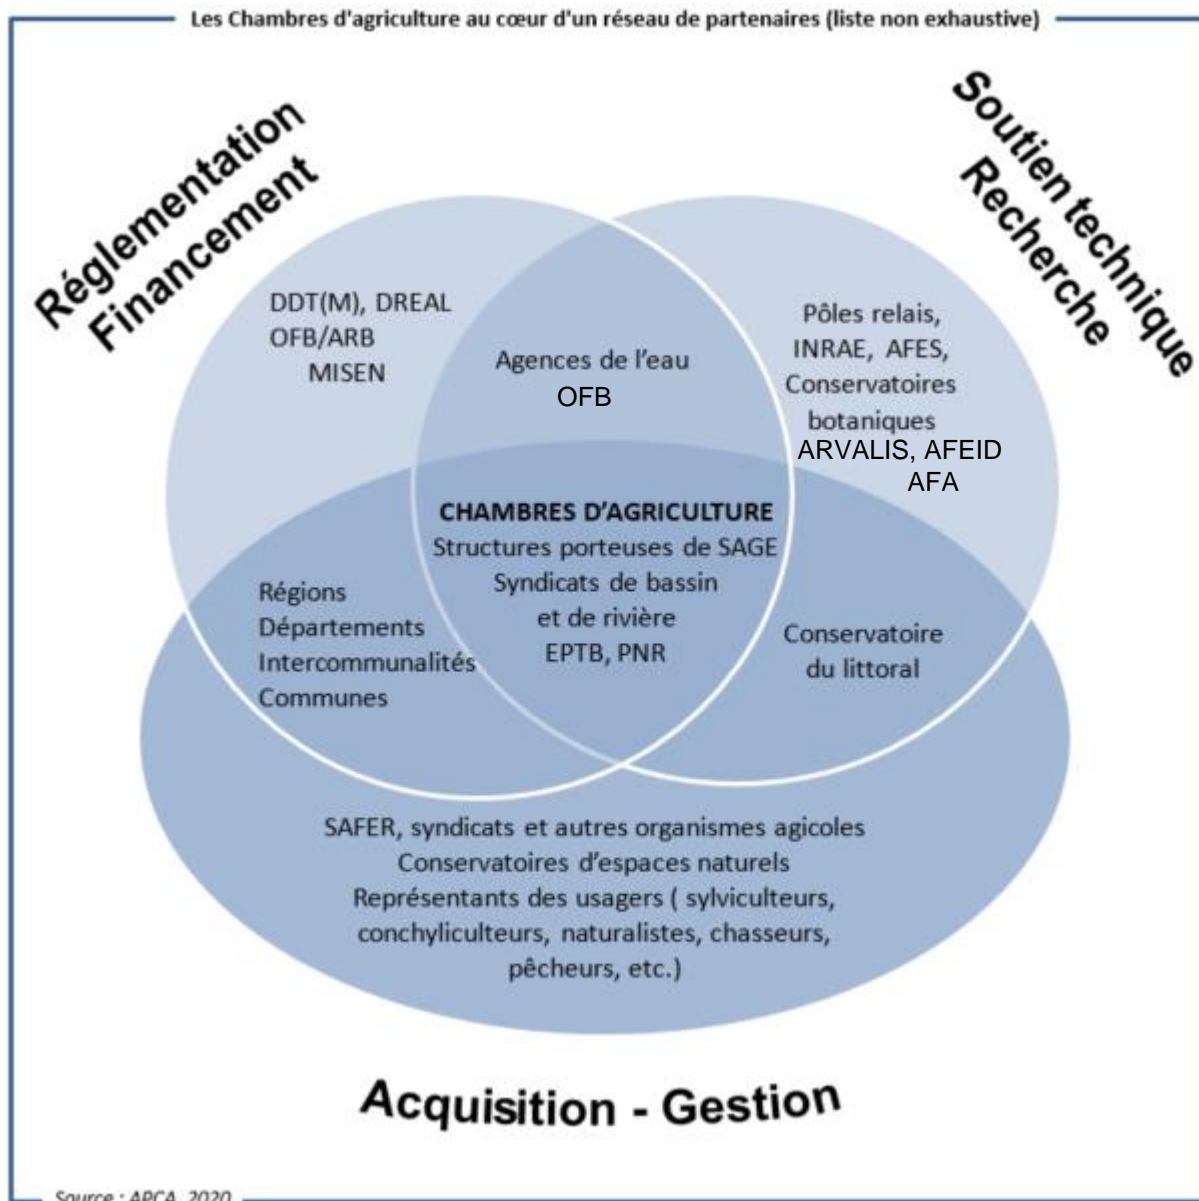 Les Chambres d'agriculture au cœur d'un réseau de partenaires (liste non exhaustive)
Réglementation
Financement
Soutien technique
Recherche
DDT(M), DREAL
OFB/ARB
MISEN
Agences de l'eau
OFB
Pôles relais,
INRAE, AFES,
Conservatoires
botaniques
ARVALIS, AFEID
AFA
CHAMBRES D'AGRICULTURE
Structures porteuses de SAGE
Syndicats de bassin
et de rivière
EPTB, PNR
Régions
Départements
Intercommunalités
Communes
Conservatoire
du littoral
SAFER, syndicats et autres organismes agicoles
Conservatoires d'espaces naturels
Représentants des usagers ( sylviculteurs,
conchyliculteurs, naturalistes, chasseurs,
pêcheurs, etc.)
Acquisition - Gestion
Source : APCA, 2020